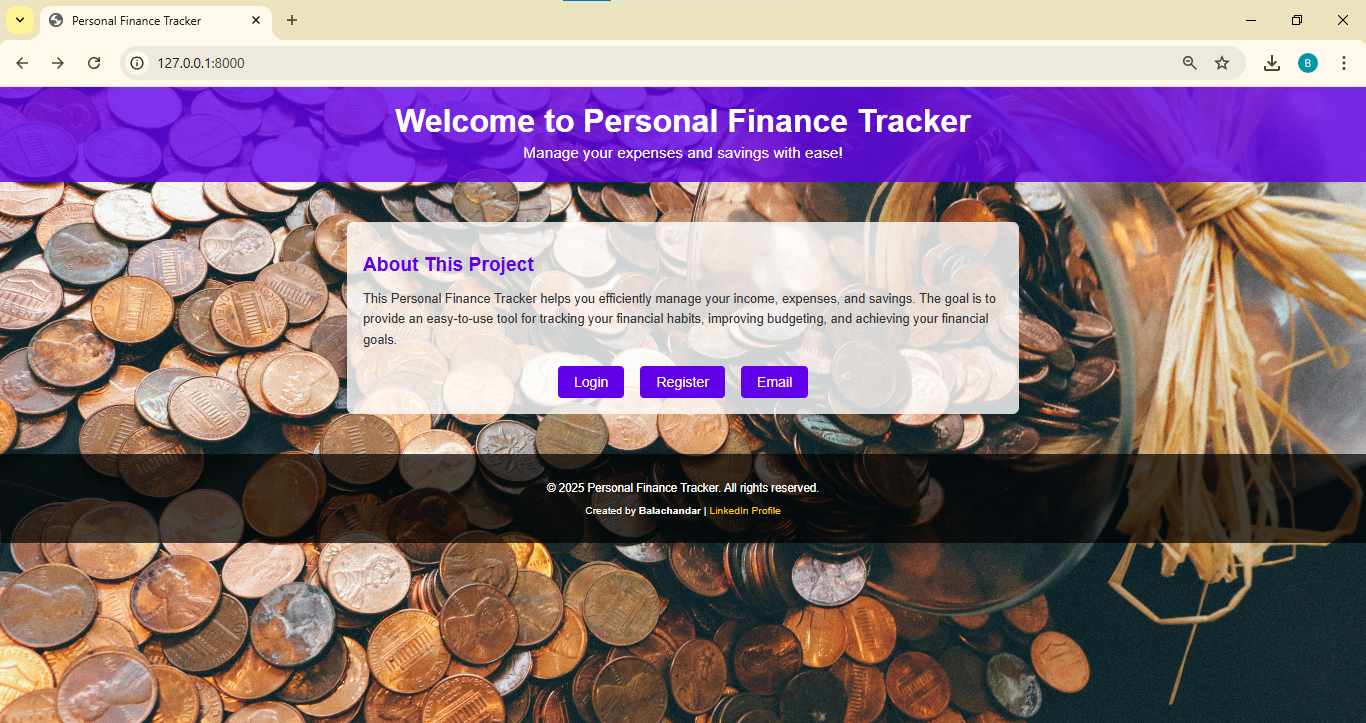 Personal Finance Tracker
127.0.0.1:8000
B
Welcome to Personal Finance Tracker
Manage your expenses and savings with ease!
About This Project
This Personal Finance Tracker helps you efficiently manage your income, expenses, and savings. The goal is to
provide an easy-to-use tool for tracking your financial habits, improving budgeting, and achieving your financial
goals.
Login Register Email
© 2025 Personal Finance Tracker. All rights reserved.
Created by Balachandar | LinkedIn Profile